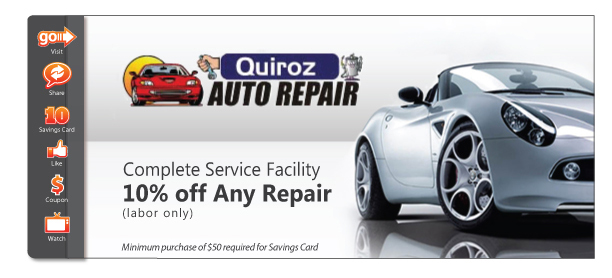 go
Visit
Share
10
Savings Card
Like
$
Coupon
Watch
Quiroz
AUTO REPAIR
Complete Service Facility
10% off Any Repair
(labor only)
Minimum purchase of $50 required for Savings Card